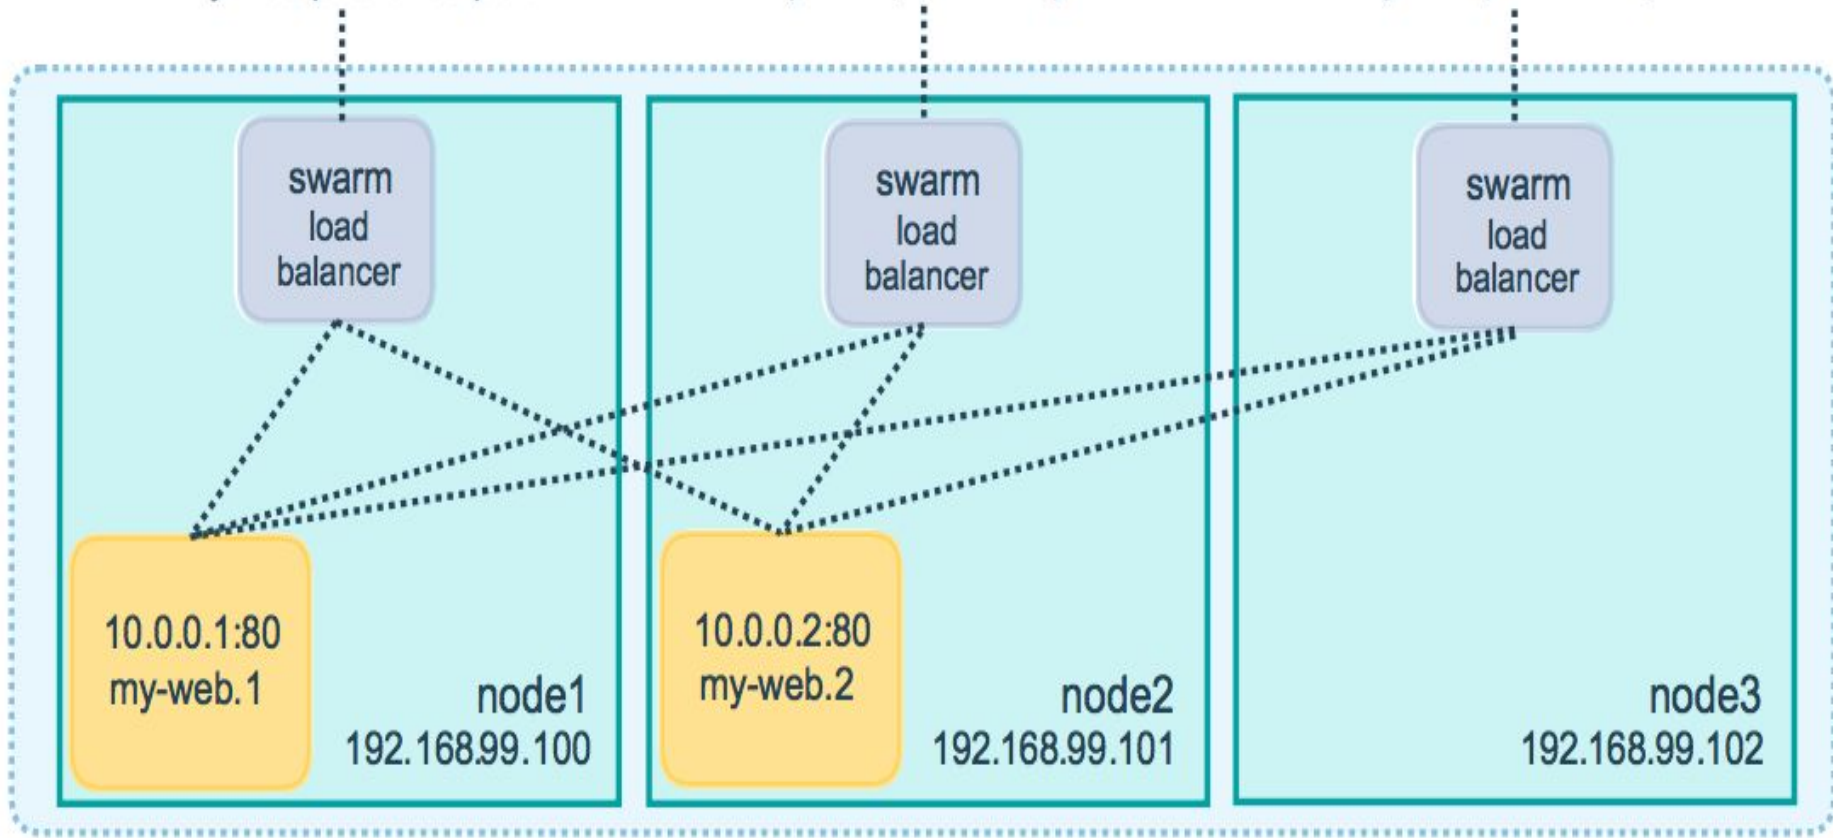 swarm
load
balancer
swarm
load
balancer
swarm
load
balancer
10.0.0.1:80
my-web.1
node1
192.168.99.100
10.0.0.2:80
my-web.2
node2
192.168.99.101
node3
192.168.99.102